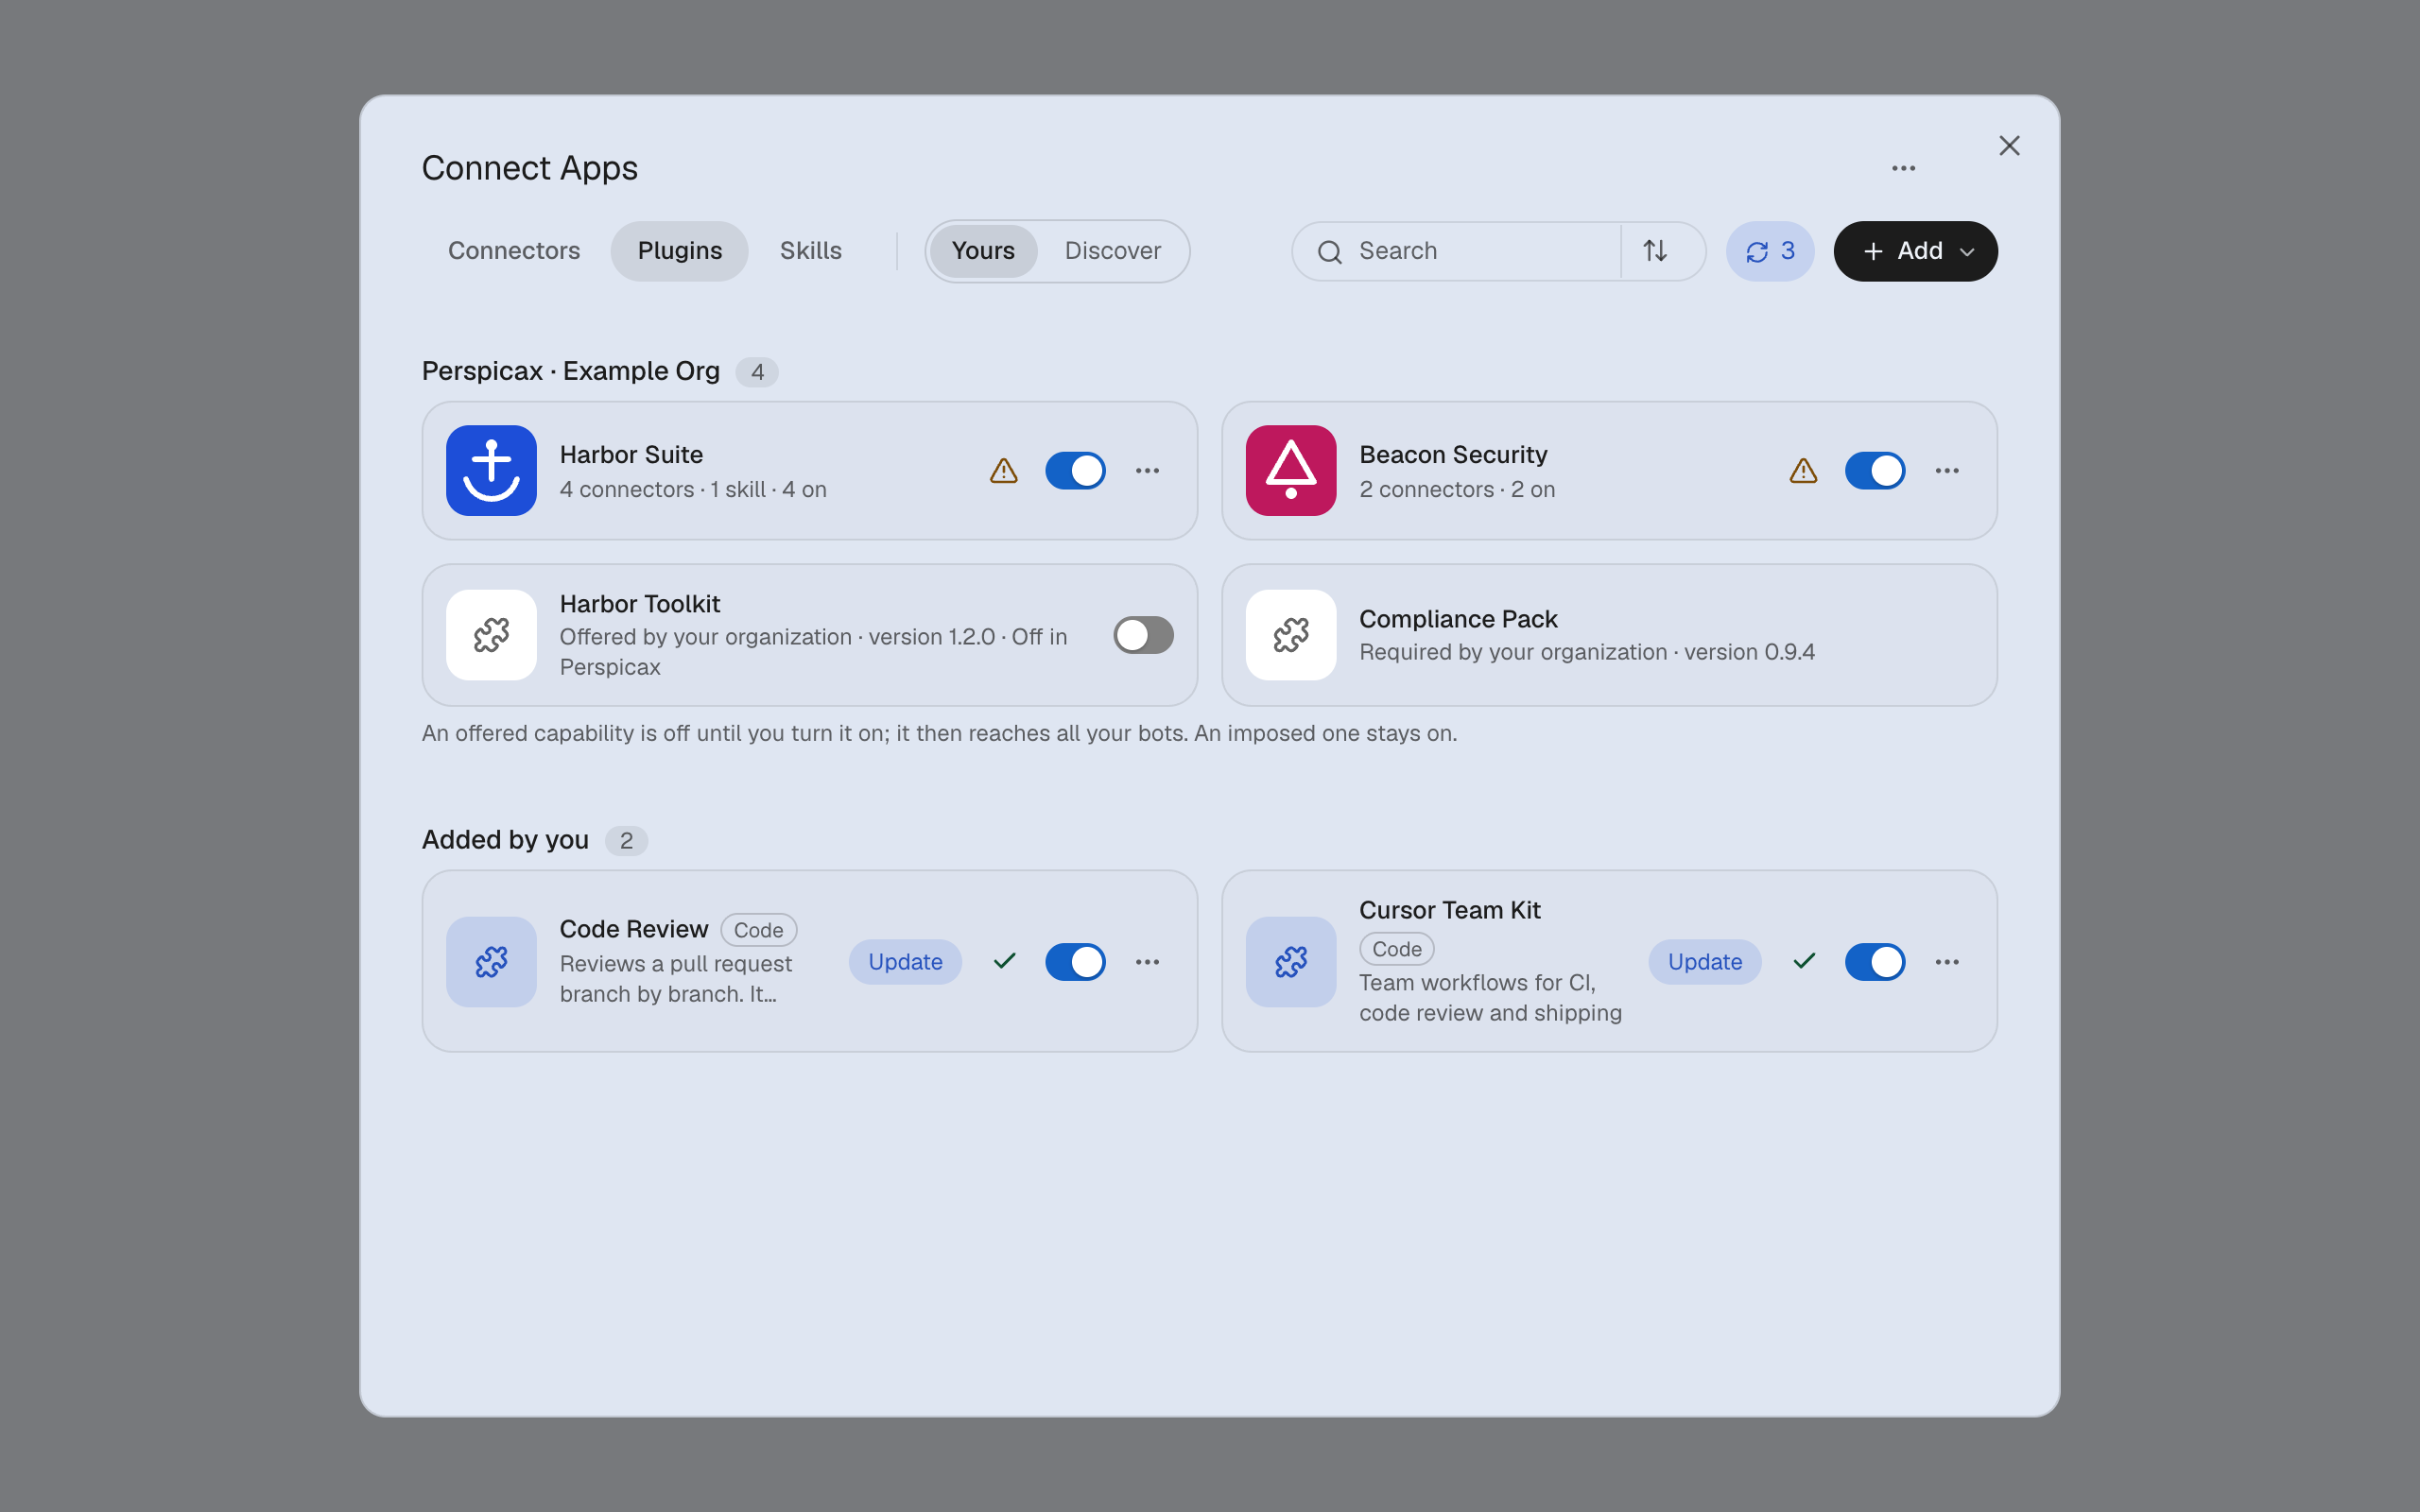 Connect Apps
Connectors
Plugins
Skills
Yours
Discover
Search
3
Add
Perspicax · Example Org 4
Harbor Suite
4 connectors · 1 skill · 4 on
Beacon Security
2 connectors · 2 on
Harbor Toolkit
Offered by your organization · version 1.2.0 · Off in
Perspicax
Compliance Pack
Required by your organization · version 0.9.4
An offered capability is off until you turn it on; it then reaches all your bots. An imposed one stays on.
Added by you 2
Code Review Code
Reviews a pull request
branch by branch. It…
Update
Cursor Team Kit
Code
Team workflows for CI,
code review and shipping
Update